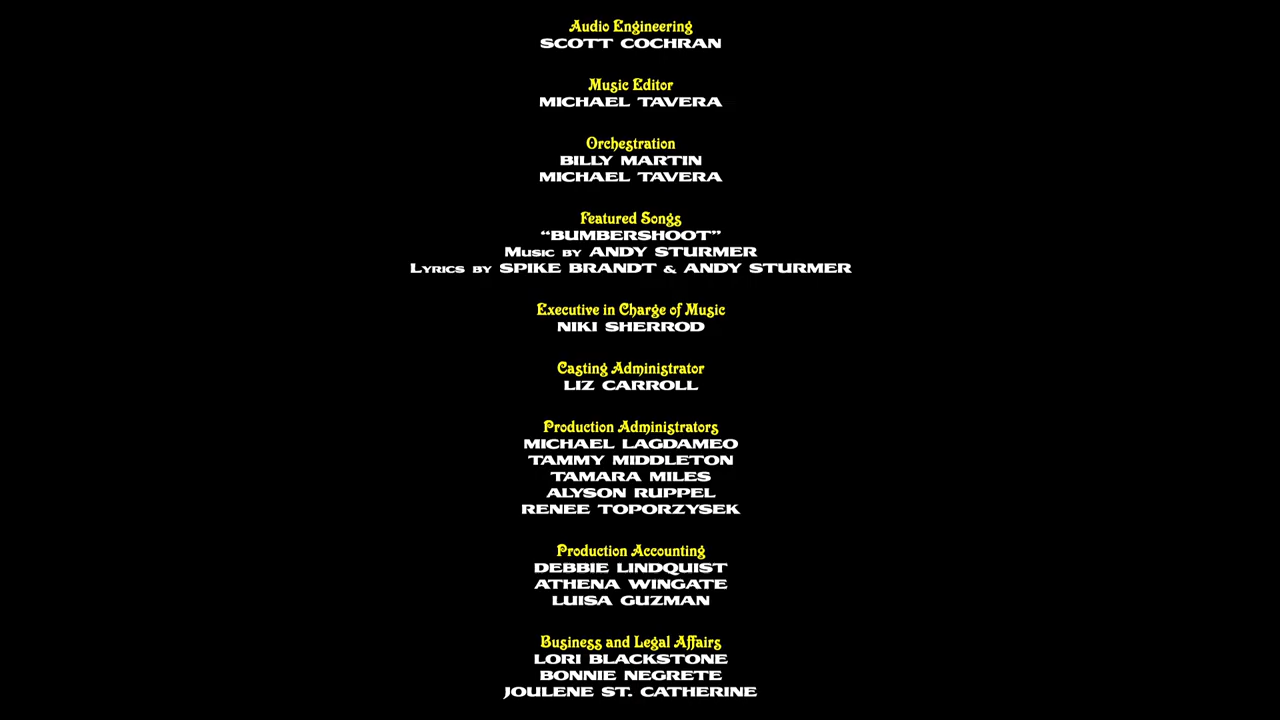 Audio Engineering
SCOTT COCHRAN
Music Editor
MICHAEL TAVERA
Orchestration
BILLY MARTIN
MICHAEL TAVERA
Featured Songs
“BUMBERSHOOT”
MUSIC BY ANDY STURMER
LYRICS BY SPIKE BRANDT & ANDY STURMER
Executive in Charge of Music
NIKI SHERROD
Casting Administrator
LIZ CARROLL
Production Administrators
MICHAEL LAGDAMEO
TAMMY MIDDLETON
TAMARA MILES
ALYSON RUPPEL
RENEE TOPORZYSEK
Production Accounting
DEBBIE LINDQUIST
ATHENA WINGATE
LUISA GUZMAN
Business and Legal Affairs
LORI BLACKSTONE
BONNIE NEGRETE
JOULENE ST. CATHERINE